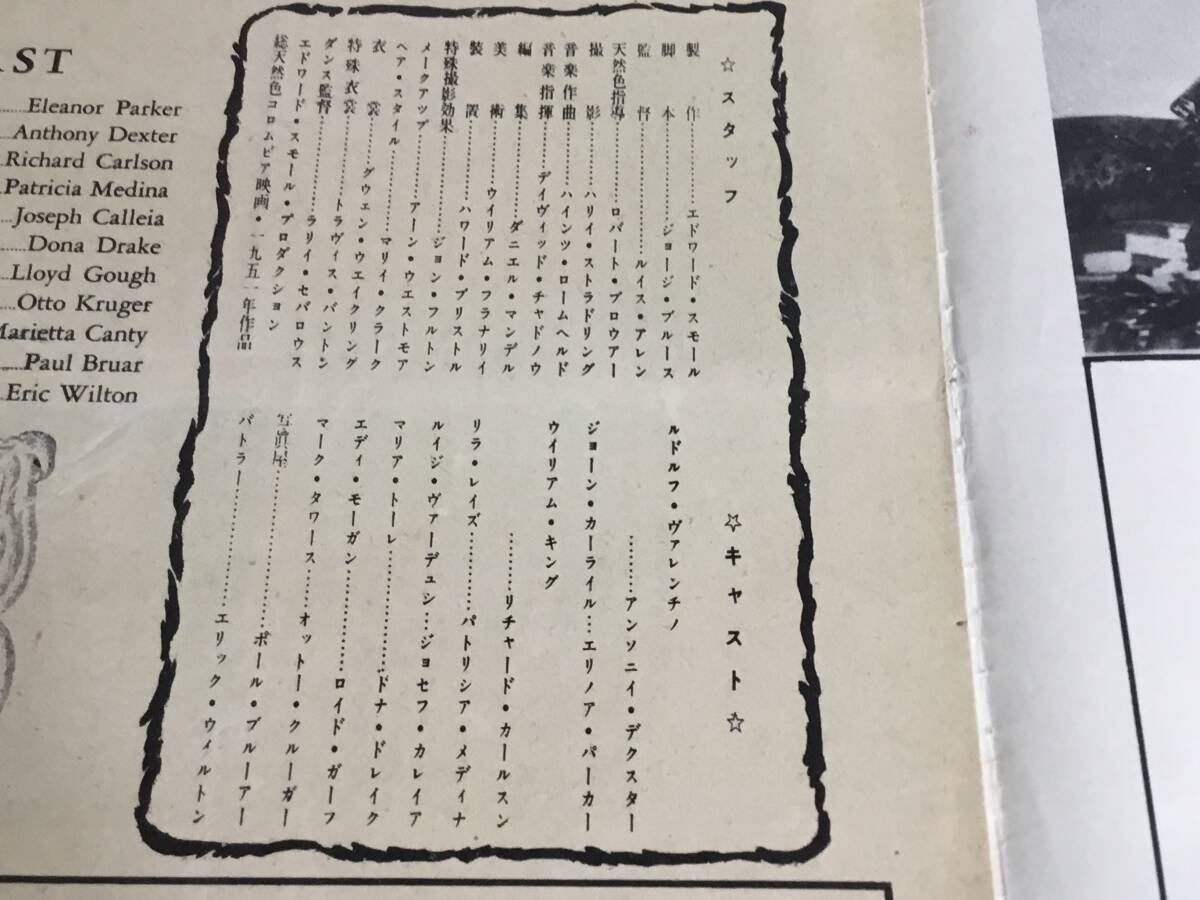 AST
Eleanor Parker
Anthony Dexter
Richard Carlson
Patricia Medina
Joseph Calleia
Dona Drake
Lloyd Gough
Otto Kruger
Marietta Canty
Paul Bruar
Eric Wilton
☆スタッフ
製作………エドワード・スモール
脚本………ジョージ・ブルース
監督………ルイス・アレン
天然色指導………ロバート・ブロウアー
撮影………ハリイ・ストラドリング
音楽作曲………ハインツ・ロームヘルド
音楽指揮………デイヴィッド・チャドノウ
編集………ダニエル・マンデル
美術………ウイリアム・フラナリイ
装置………ハワード・ブリストル
特殊撮影効果………ジョン・フルトン
メークアップ………アーン・ウエストモア
ヘア・スタイル………マリイ・クラーク
衣裳………グウェン・ウエイクリング
特殊衣裳………トラヴィス・バントン
ダンス監督………ラリイ・セバロウス
エドワード・スモール・プロダクション
総天然色コロムビア映画・一九五一年作品
☆キャスト☆
ルドルフ・ヴァレンチノ
………アンソニイ・デクスター
ジョーン・カーライル…エリノア・パーカー
ウイリアム・キング
………リチャード・カールスン
リラ・レイズ………パトリシア・メディナ
ルイジ・ヴァーデュシ…ジョセフ・カレイア
マリア・トーレ………ドナ・ドレイク
エディ・モーガン………ロイド・ガーフ
マーク・タワース…オットー・クルーガー
写真屋………ポール・ブルーアー
バトラー………エリック・ウィルトン